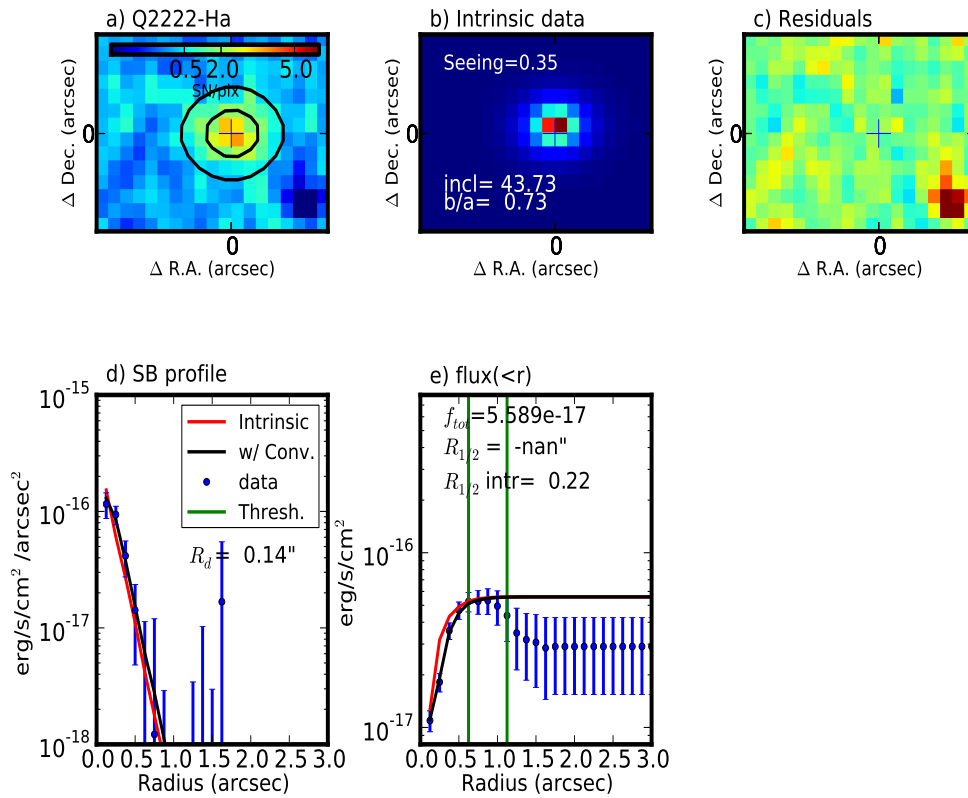 a) Q2222-Ha
b) Intrinsic data
c) Residuals
0.5 2.0 5.0
SN/pix
Seeing=0.35
incl= 43.73
b/a= 0.73
Δ Dec. (arcsec)
0
0
Δ R.A. (arcsec)
Δ Dec. (arcsec)
0
0
Δ R.A. (arcsec)
Δ Dec. (arcsec)
0
0
Δ R.A. (arcsec)
d) SB profile
10⁻¹⁵
10⁻¹⁶
10⁻¹⁷
10⁻¹⁸
erg/s/cm² /arcsec²
Intrinsic
w/ Conv.
data
Thresh.
R_d = 0.14"
0.0 0.5 1.0 1.5 2.0 2.5 3.0
Radius (arcsec)
e) flux(<r)
f_tot=5.589e-17
R_1/2 = -nan"
R_1/2 intr= 0.22
10⁻¹⁶
10⁻¹⁷
erg/s/cm²
0.0 0.5 1.0 1.5 2.0 2.5 3.0
Radius (arcsec)